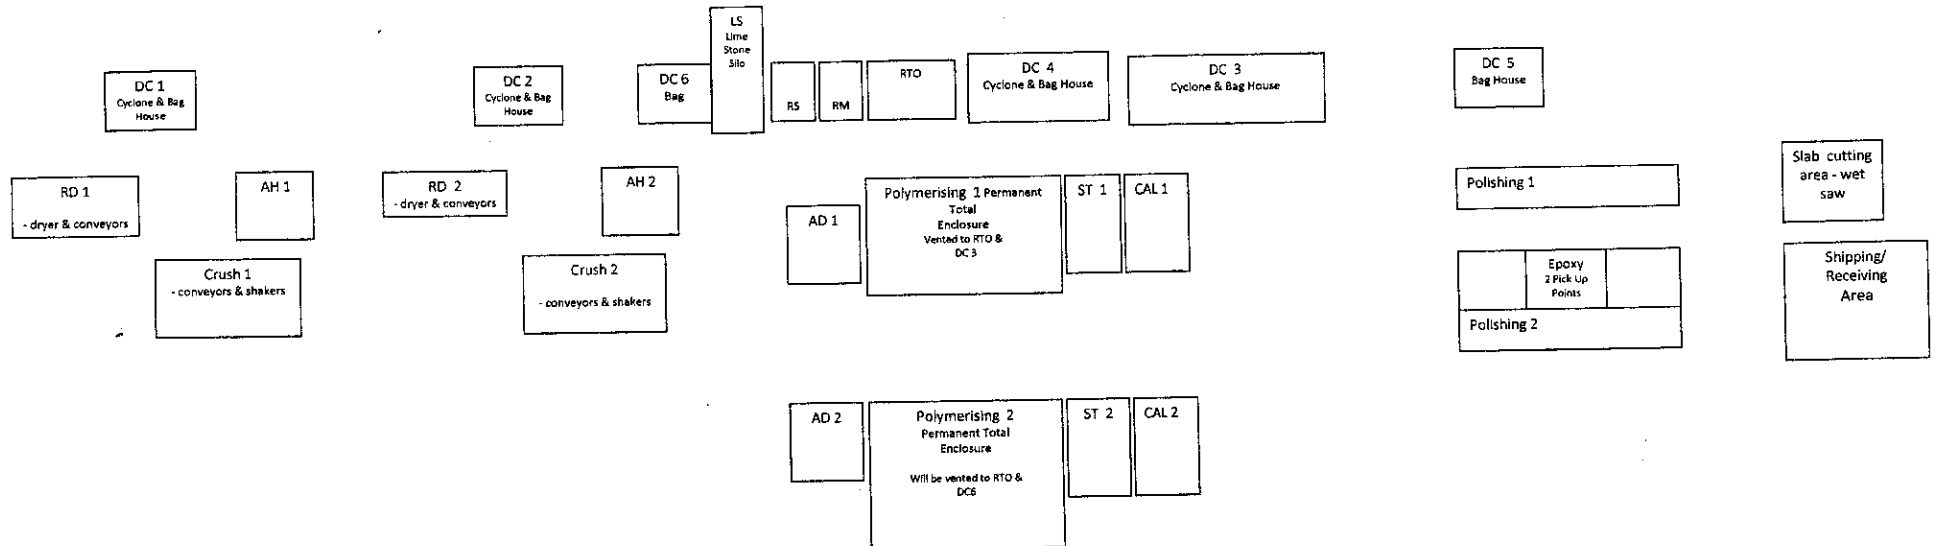 LS
Lime
Stone
Silo
DC 1
Cyclone & Bag
House
DC 2
Cyclone & Bag
House
DC 6
Bag
RS
RM
RTO
DC 4
Cyclone & Bag House
DC 3
Cyclone & Bag House
DC 5
Bag House
RD 1
- dryer & conveyors
AH 1
RD 2
- dryer & conveyors
AH 2
Crush 1
- conveyors & shakers
Crush 2
- conveyors & shakers
AD 1
Polymerising 1 Permanent
Total
Enclosure
Vented to RTO &
DC 3
ST 1
CAL 1
Polishing 1
Epoxy
2 Pick Up
Points
Polishing 2
Slab cutting
area - wet
saw
Shipping/
Receiving
Area
AD 2
Polymerising 2
Permanent Total
Enclosure
Will be vented to RTO &
DC6
ST 2
CAL 2